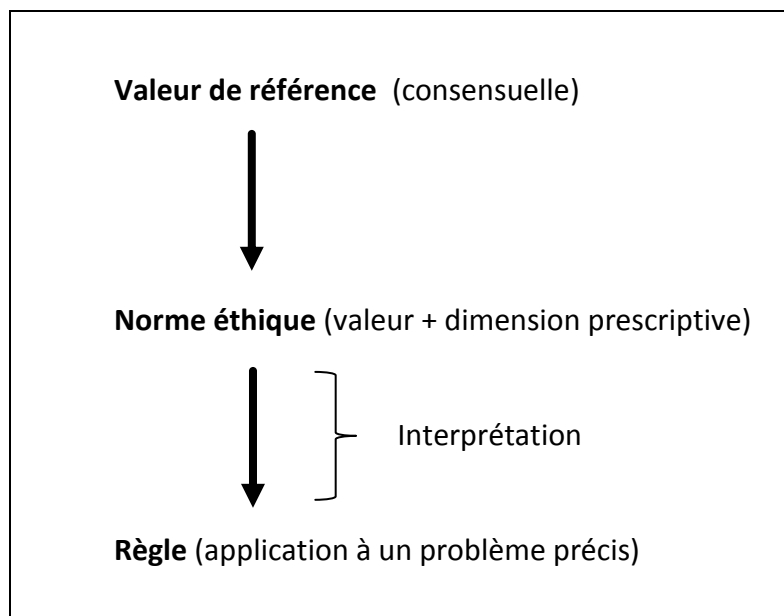 Valeur de référence (consensuelle)
Norme éthique (valeur + dimension prescriptive)
Interprétation
Règle (application à un problème précis)